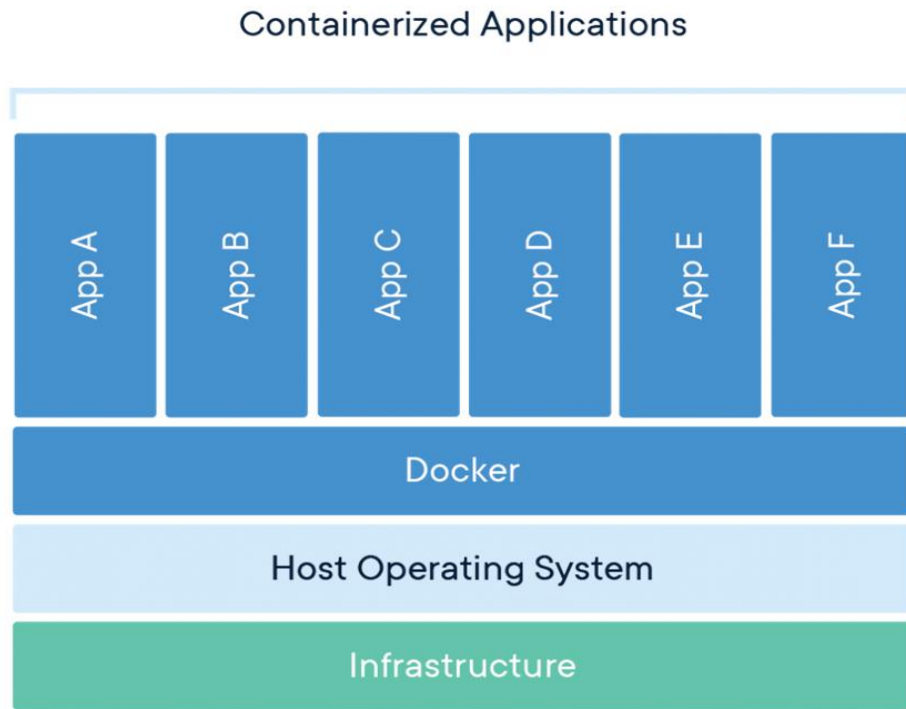 Containerized Applications
App A
App B
App C
App D
App E
App F
Docker
Host Operating System
Infrastructure